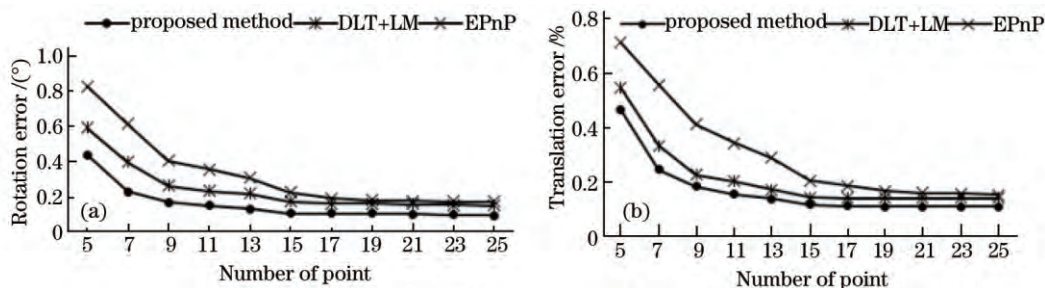 proposed method DLT+LM EPnP
Rotation error /(°)
1.0
0.8
0.6
0.4
0.2
0
(a)
5 7 9 11 13 15 17 19 21 23 25
Number of point
proposed method DLT+LM EPnP
Translation error /%
0.8
0.6
0.4
0.2
0
(b)
5 7 9 11 13 15 17 19 21 23 25
Number of point